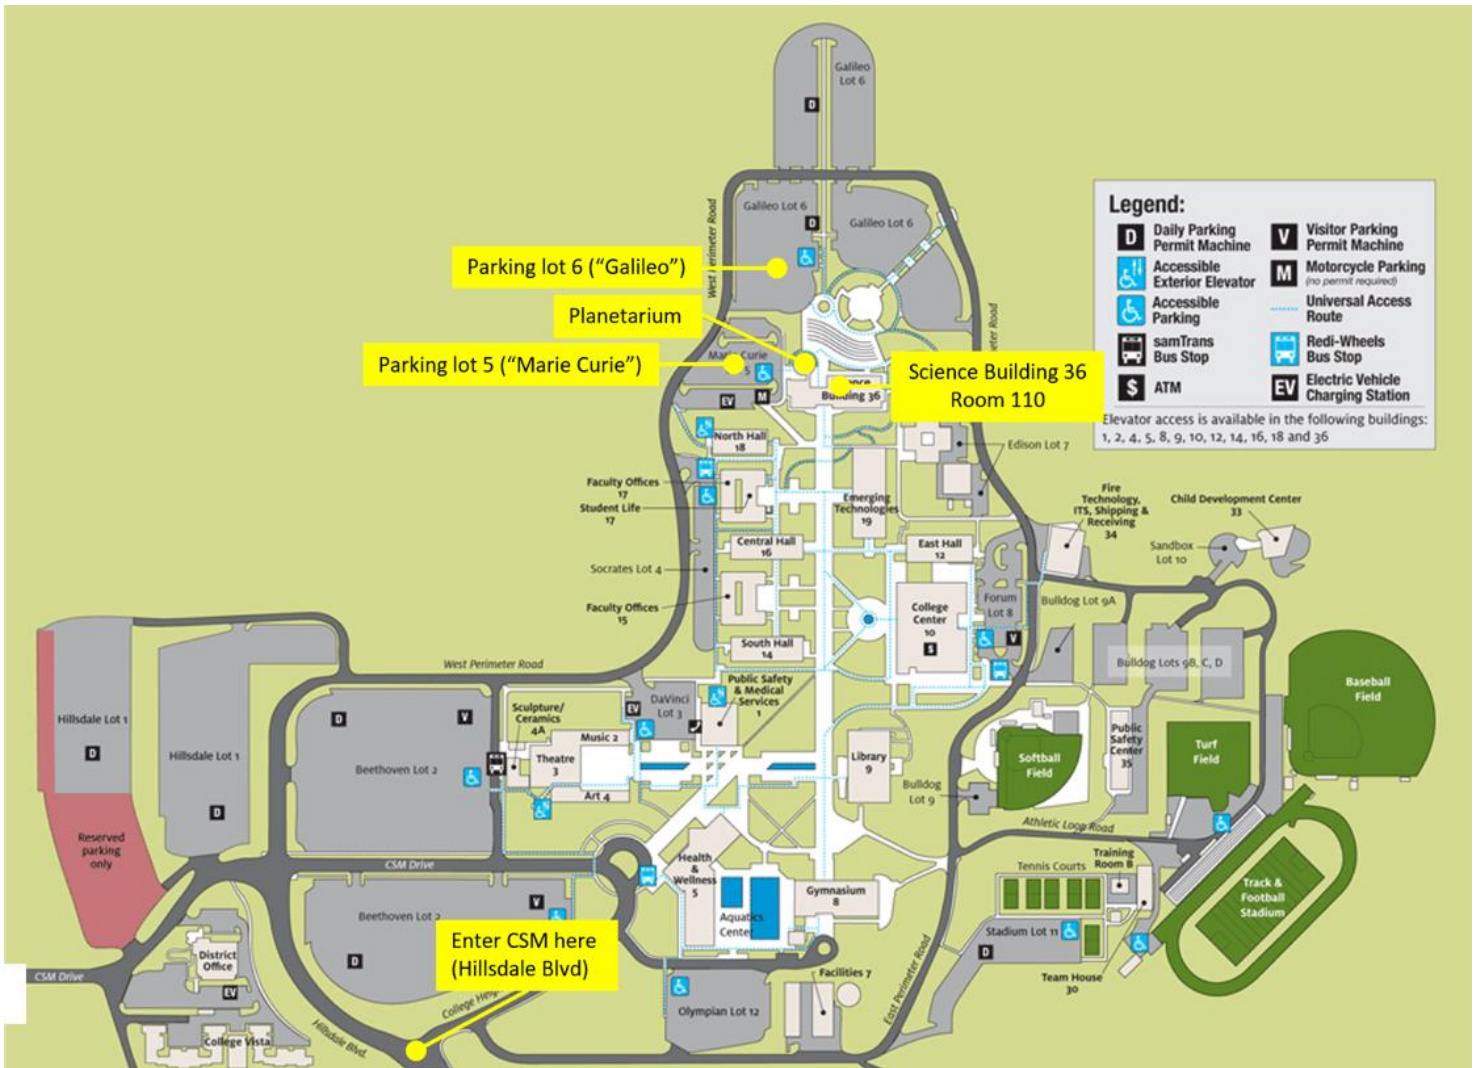 Galileo
Lot 6
D
Galileo Lot 6
D
Galileo Lot 6
West Perimeter Road
Parking lot 6 (“Galileo”)
Planetarium
Parking lot 5 (“Marie Curie”)
Marie Curie
5
EV
M
Science Building 36
Room 110
Building 36
Legend:
D
Daily Parking
Permit Machine
V
Visitor Parking
Permit Machine
Accessible
Exterior Elevator
M
Motorcycle Parking
(no permit required)
Accessible
Parking
Universal Access
Route
samTrans
Bus Stop
Redi-Wheels
Bus Stop
$
ATM
EV
Electric Vehicle
Charging Station
Elevator access is available in the following buildings:
1, 2, 4, 5, 8, 9, 10, 12, 14, 16, 18 and 36
North Hall
18
Edison Lot 7
Faculty Offices
17
Student Life
17
Emerging
Technologies
19
Fire
Technology,
ITS, Shipping &
Receiving
34
Child Development Center
33
Central Hall
16
East Hall
12
Sandbox
Lot 10
Socrates Lot 4
Faculty Offices
15
College
Center
10
$
Forum
Lot 8
V
Bulldog Lot 9A
South Hall
14
Bulldog Lots 9B, C, D
West Perimeter Road
Public Safety
& Medical
Services
1
DaVinci
Lot 3
EV
Sculpture/
Ceramics
4A
Music 2
Theatre
3
Art 4
Hillsdale Lot 1
D
Hillsdale Lot 1
D
D
V
Beethoven Lot 2
Library
9
Bulldog
Lot 9
Softball
Field
Public
Safety
Center
35
Turf
Field
Baseball
Field
Athletic Loop Road
Reserved
parking
only
CSM Drive
Health
&
Wellness
5
Gymnasium
8
Aquatics
Center
Tennis Courts
Training
Room B
Track &
Football
Stadium
Beethoven Lot 2
V
D
Enter CSM here
(Hillsdale Blvd)
Stadium Lot 11
D
Team House
30
District
Office
EV
CSM Drive
College Vista
Hillsdale Blvd.
Facilities 7
Olympian Lot 12
East Perimeter Road